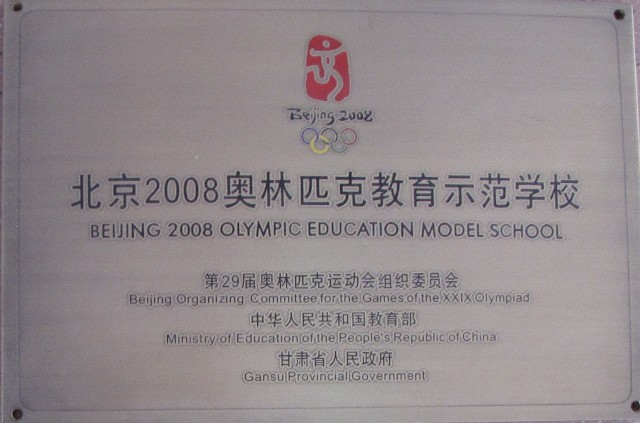 Beijing 2008
北京2008奥林匹克教育示范学校
BEIJING 2008 OLYMPIC EDUCATION MODEL SCHOOL
第29届奥林匹克运动会组织委员会
Beijing Organizing Committee for the Games of the XXIX Olympiad
中华人民共和国教育部
Ministry of Education of the People's Republic of China
甘肃省人民政府
Gansu Provincial Government